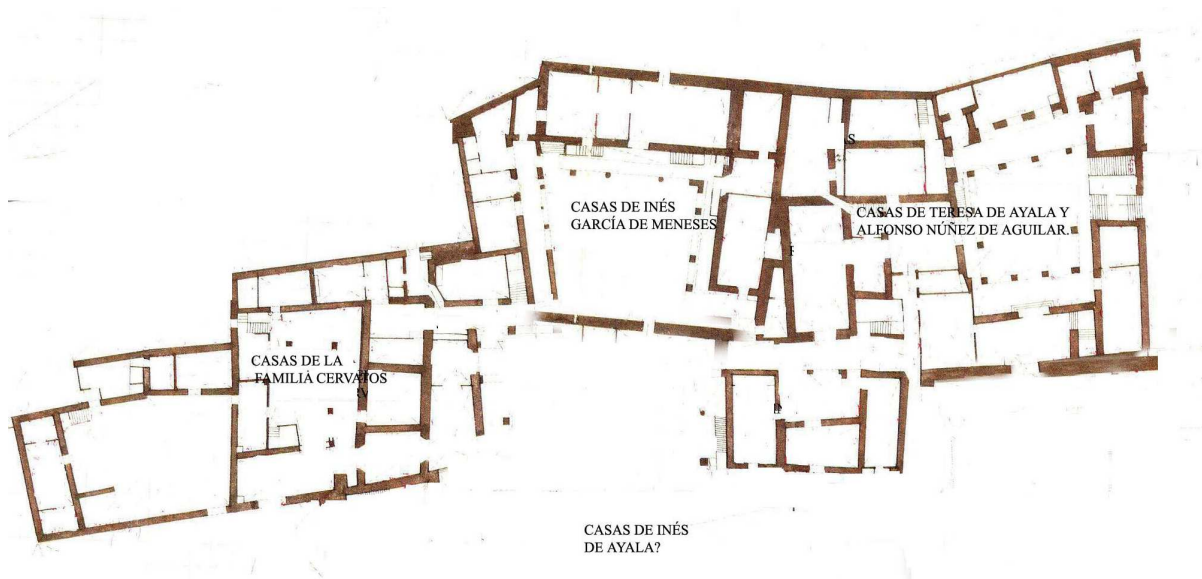 CASAS DE INÉS
GARCÍA DE MENESES
CASAS DE TERESA DE AYALA Y
ALFONSO NÚÑEZ DE AGUILAR.
CASAS DE LA
FAMILIA CERVATOS
CASAS DE INÉS
DE AYALA?